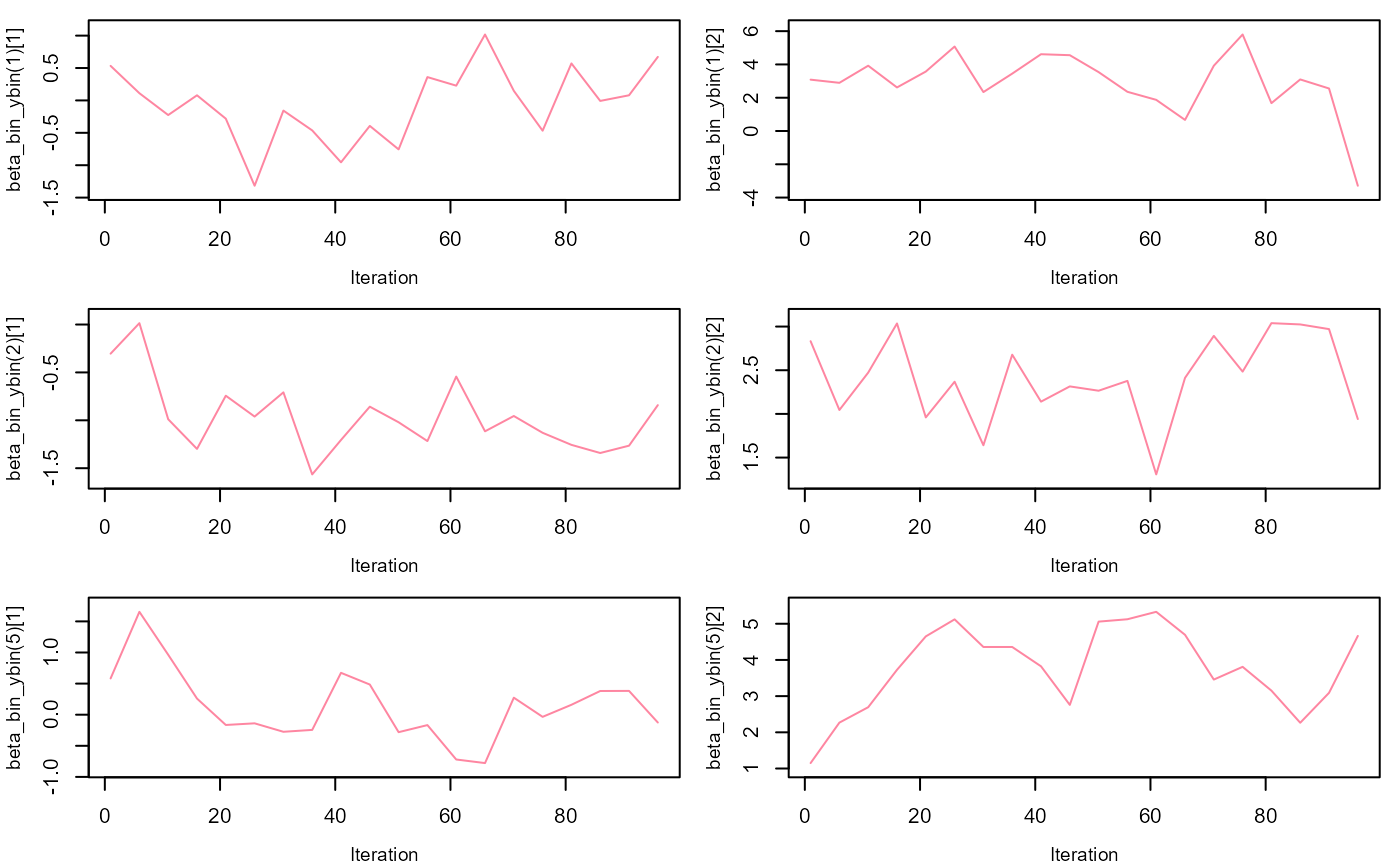 beta_bin_ybin(1)[1]
0.5
-0.5
-1.5
0 20 40 60 80
Iteration
beta_bin_ybin(1)[2]
6
4
2
0
-4
0 20 40 60 80
Iteration
beta_bin_ybin(2)[1]
-0.5
-1.5
0 20 40 60 80
Iteration
beta_bin_ybin(2)[2]
2.5
1.5
0 20 40 60 80
Iteration
beta_bin_ybin(5)[1]
1.0
0.0
-1.0
0 20 40 60 80
Iteration
beta_bin_ybin(5)[2]
5
4
3
2
1
0 20 40 60 80
Iteration